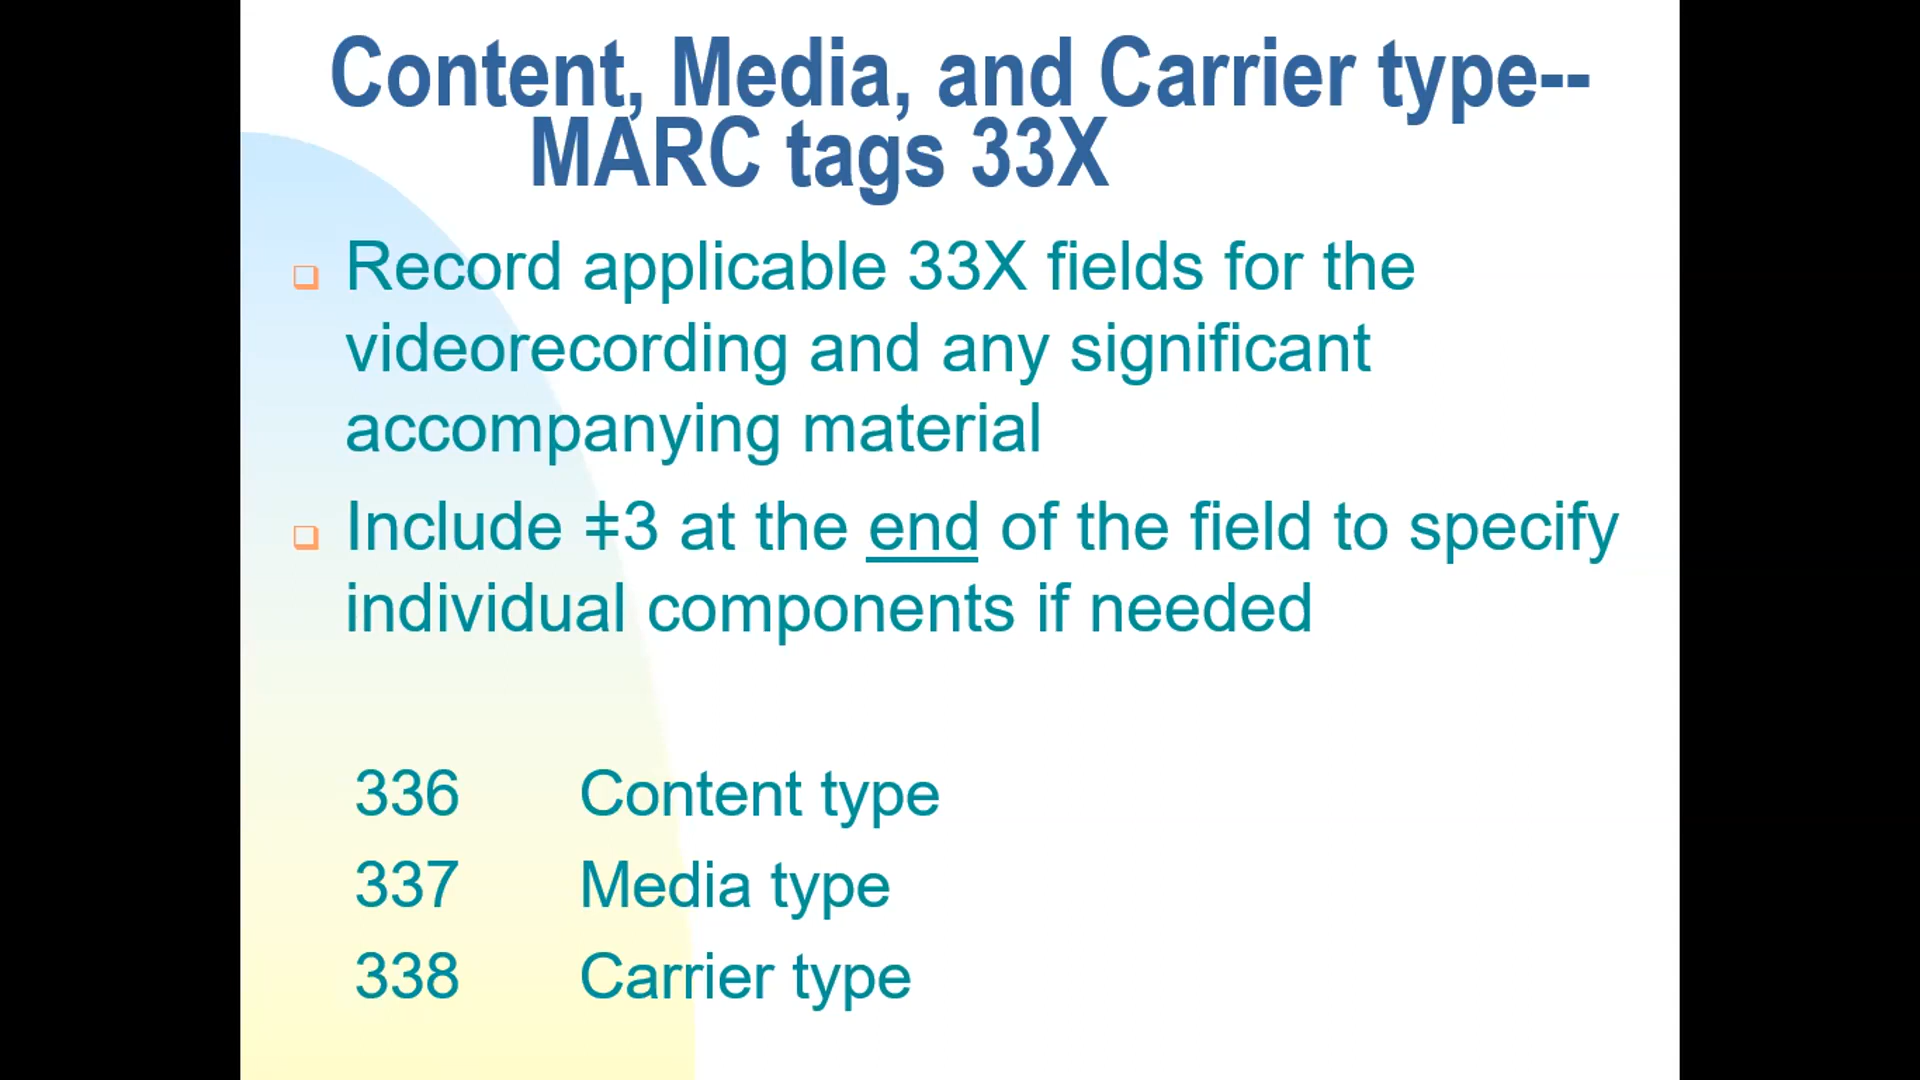 Content, Media, and Carrier type--
MARC tags 33X
Record applicable 33X fields for the
videorecording and any significant
accompanying material
Include ǂ3 at the end of the field to specify
individual components if needed
336 Content type
337 Media type
338 Carrier type